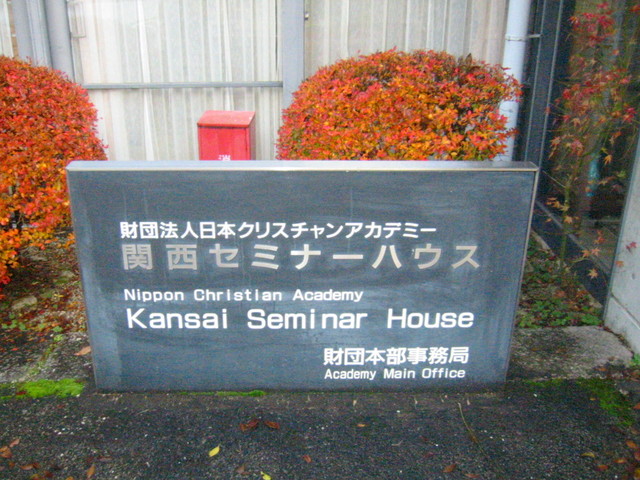 財団法人日本クリスチャンアカデミー
関西セミナーハウス
Nippon Christian Academy
Kansai Seminar House
財団本部事務局
Academy Main Office